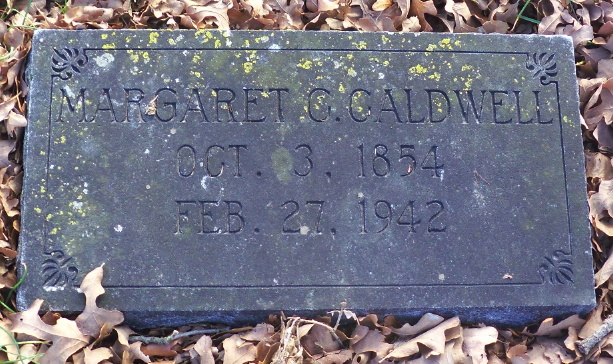 MARGARET C. CALDWELL
OCT. 3, 1854
FEB. 27, 1942